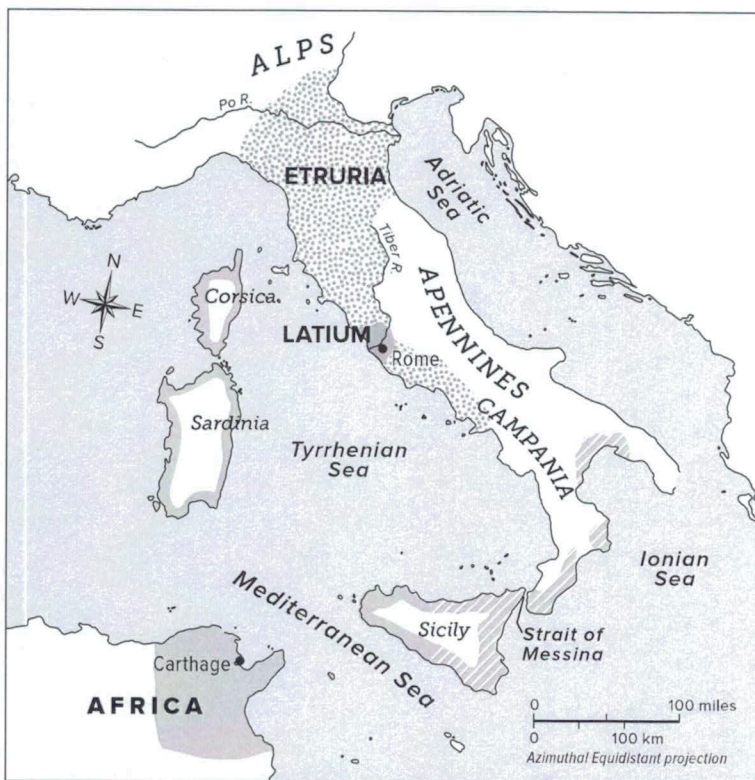 ALPS
Po R.
ETRURIA
Adriatic
Sea
Tiber R.
N
W
E
S
Corsica
APENNINES
LATIUM
Rome
Sardinia
CAMPANIA
Tyrrhenian
Sea
Ionian
Sea
Mediterranean Sea
Sicily
Strait of
Messina
Carthage
AFRICA
0 100 miles
0 100 km
Azimuthal Equidistant projection